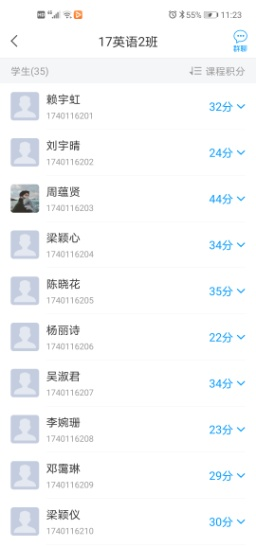 55% 11:23
17英语2班
群聊
学生(35) 课程积分
赖宇虹
1740116201
32分
刘宇晴
1740116202
24分
周蕴贤
1740116203
44分
梁颖心
1740116204
34分
陈晓花
1740116205
35分
杨丽诗
1740116206
22分
吴淑君
1740116207
34分
李婉珊
1740116208
23分
邓霭琳
1740116209
29分
梁颖仪
1740116210
30分